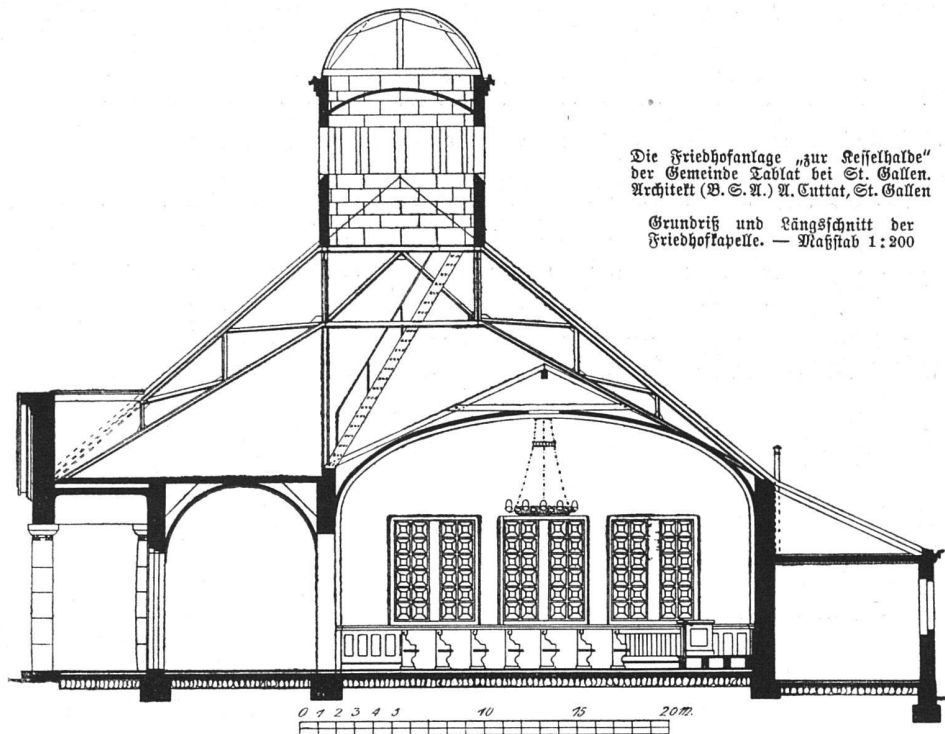 Die Friedhofanlage „zur Kesselhalde“
der Gemeinde Tablat bei St. Gallen.
Architekt (B. S. A.) A. Cuttat, St. Gallen
Grundriß und Längsschnitt der
Friedhofkapelle. — Maßstab 1:200
0 1 2 3 4 5 10 15 20 m.